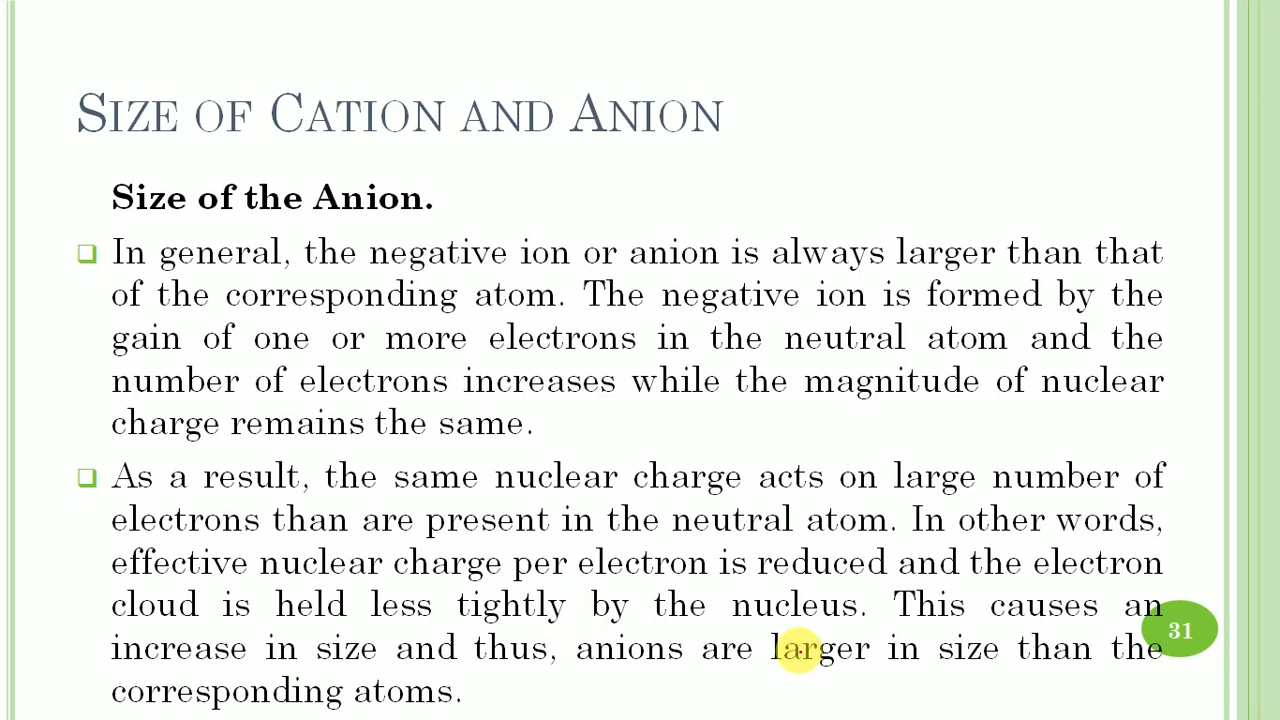 SIZE OF CATION AND ANION
Size of the Anion.
In general, the negative ion or anion is always larger than that
of the corresponding atom. The negative ion is formed by the
gain of one or more electrons in the neutral atom and the
number of electrons increases while the magnitude of nuclear
charge remains the same.
As a result, the same nuclear charge acts on large number of
electrons than are present in the neutral atom. In other words,
effective nuclear charge per electron is reduced and the electron
cloud is held less tightly by the nucleus. This causes an
increase in size and thus, anions are larger in size than the
corresponding atoms.
31